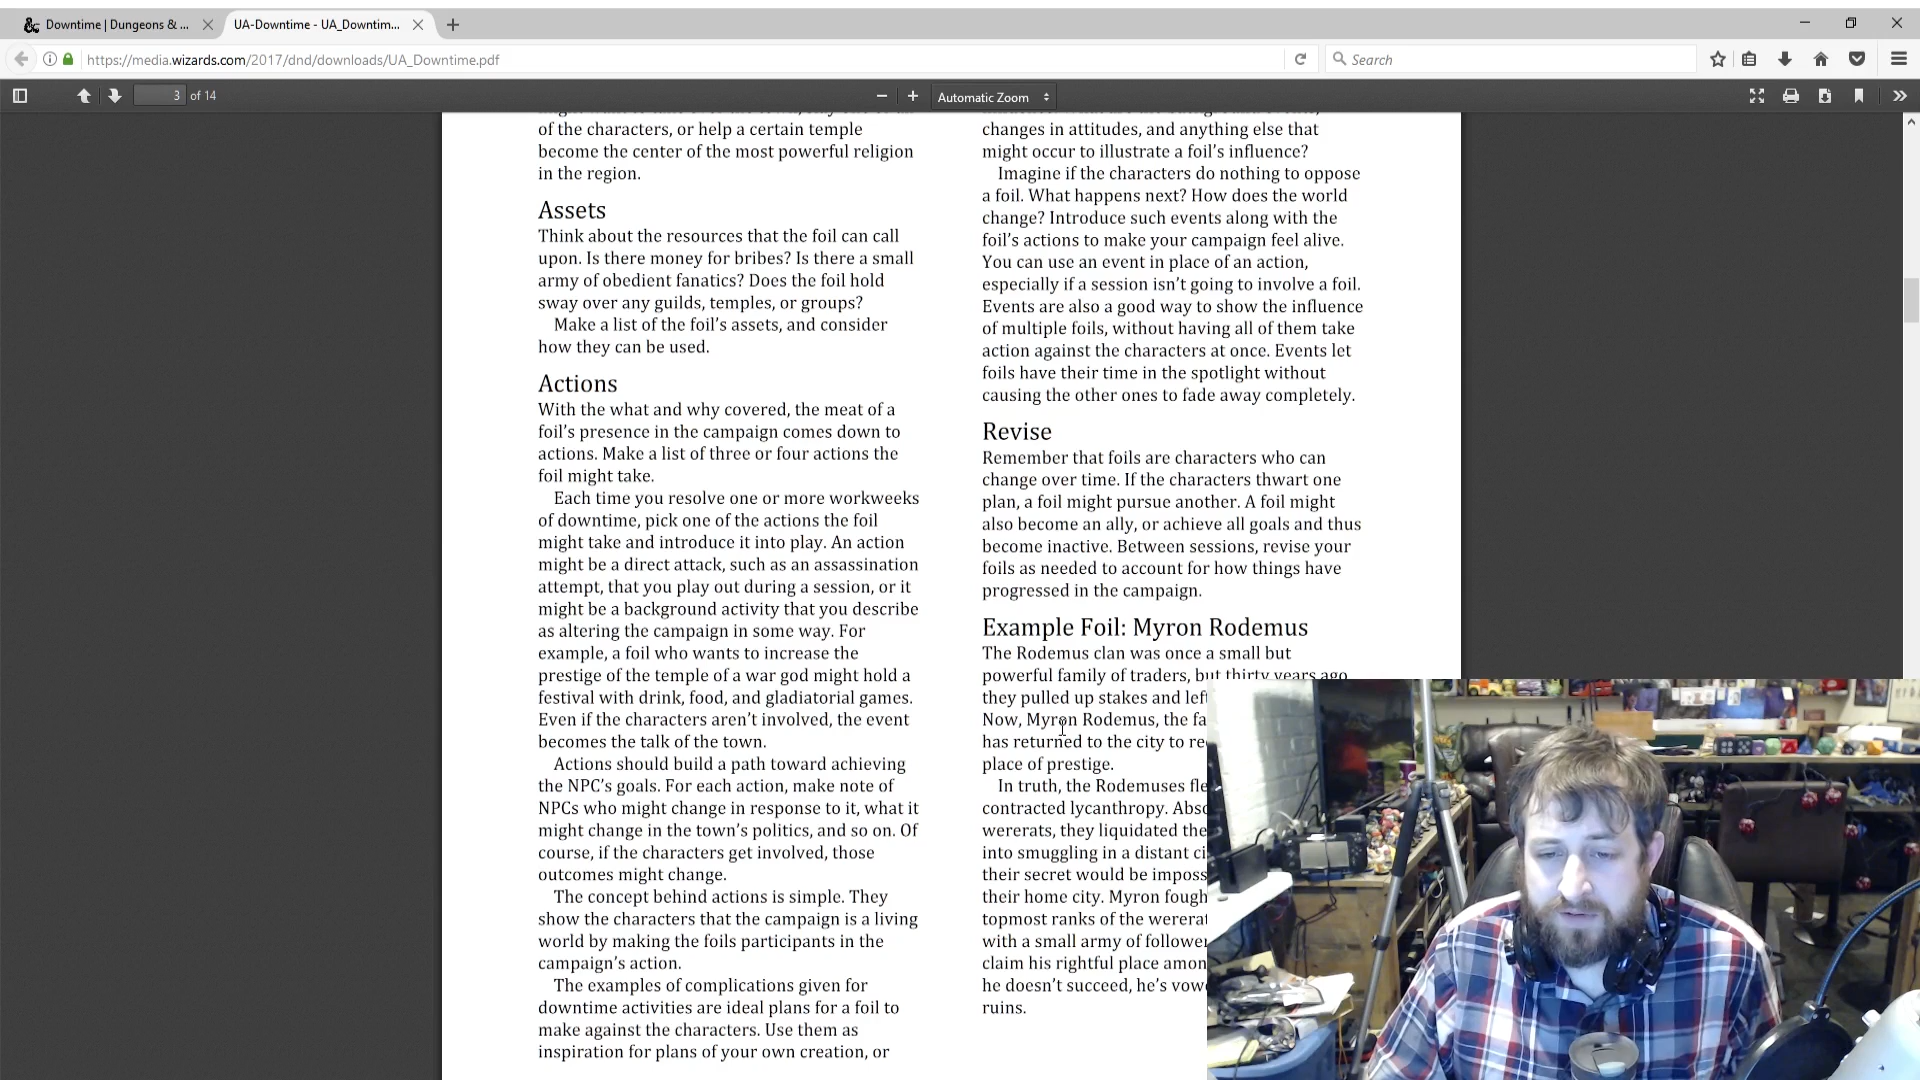 Downtime | Dungeons & ...
UA-Downtime - UA_Downtim...
https://media.wizards.com/2017/dnd/downloads/UA_Downtime.pdf
Search
3 of 14
Automatic Zoom
of the characters, or help a certain temple
become the center of the most powerful religion
in the region.
Assets
Think about the resources that the foil can call
upon. Is there money for bribes? Is there a small
army of obedient fanatics? Does the foil hold
sway over any guilds, temples, or groups?
Make a list of the foil's assets, and consider
how they can be used.
Actions
With the what and why covered, the meat of a
foil's presence in the campaign comes down to
actions. Make a list of three or four actions the
foil might take.
Each time you resolve one or more workweeks
of downtime, pick one of the actions the foil
might take and introduce it into play. An action
might be a direct attack, such as an assassination
attempt, that you play out during a session, or it
might be a background activity that you describe
as altering the campaign in some way. For
example, a foil who wants to increase the
prestige of the temple of a war god might hold a
festival with drink, food, and gladiatorial games.
Even if the characters aren't involved, the event
becomes the talk of the town.
Actions should build a path toward achieving
the NPC's goals. For each action, make note of
NPCs who might change in response to it, what it
might change in the town's politics, and so on. Of
course, if the characters get involved, those
outcomes might change.
The concept behind actions is simple. They
show the characters that the campaign is a living
world by making the foils participants in the
campaign's action.
The examples of complications given for
downtime activities are ideal plans for a foil to
make against the characters. Use them as
inspiration for plans of your own creation, or
changes in attitudes, and anything else that
might occur to illustrate a foil's influence?
Imagine if the characters do nothing to oppose
a foil. What happens next? How does the world
change? Introduce such events along with the
foil's actions to make your campaign feel alive.
You can use an event in place of an action,
especially if a session isn't going to involve a foil.
Events are also a good way to show the influence
of multiple foils, without having all of them take
action against the characters at once. Events let
foils have their time in the spotlight without
causing the other ones to fade away completely.
Revise
Remember that foils are characters who can
change over time. If the characters thwart one
plan, a foil might pursue another. A foil might
also become an ally, or achieve all goals and thus
become inactive. Between sessions, revise your
foils as needed to account for how things have
progressed in the campaign.
Example Foil: Myron Rodemus
The Rodemus clan was once a small but
powerful family of traders, but thirty years ago
they pulled up stakes and left
Now, Myron Rodemus, the fa
has returned to the city to re
place of prestige.
In truth, the Rodemuses fle
contracted lycanthropy. Abso
wererats, they liquidated the
into smuggling in a distant ci
their secret would be imposs
their home city. Myron fough
topmost ranks of the wererat
with a small army of follower
claim his rightful place amon
he doesn't succeed, he's vow
ruins.